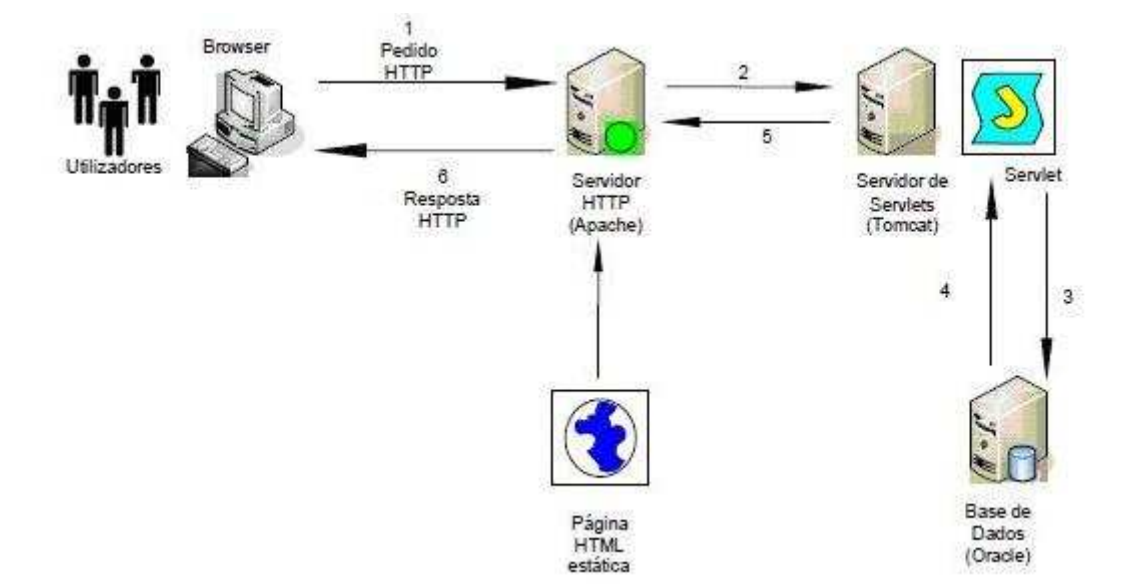 Browser
1
Pedido
HTTP
2
5
Utilizadores
6
Resposta
HTTP
Servidor
HTTP
(Apache)
Servidor de
Servlets
(Tomcat)
Servlet
4
3
Página
HTML
estática
Base de
Dados
(Oracle)